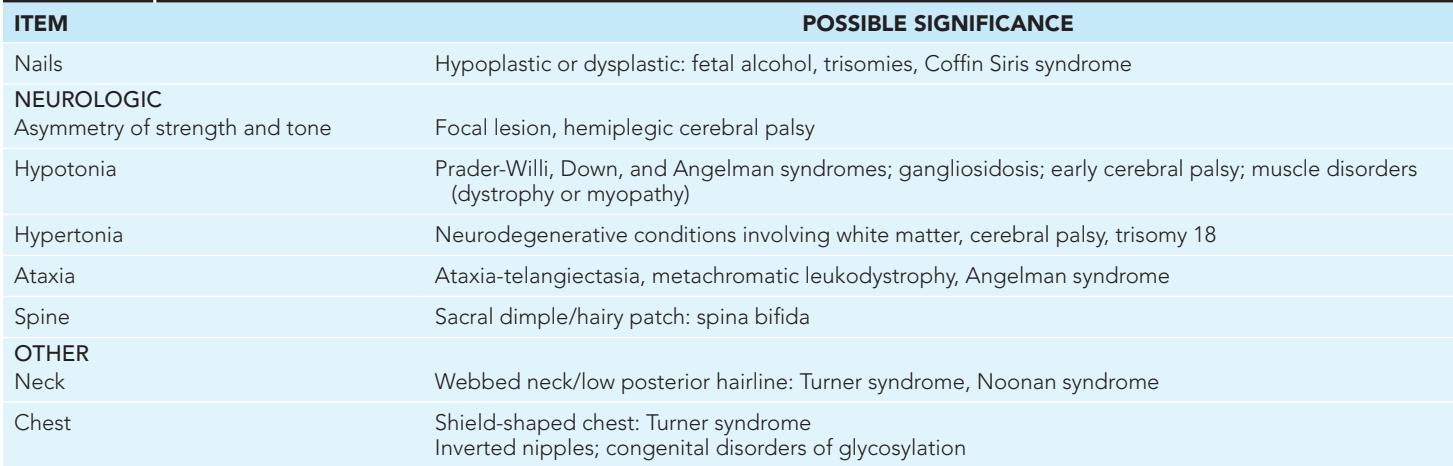 ITEM POSSIBLE SIGNIFICANCE
Nails Hypoplastic or dysplastic: fetal alcohol, trisomies, Coffin Siris syndrome
NEUROLOGIC
Asymmetry of strength and tone Focal lesion, hemiplegic cerebral palsy
Hypotonia Prader-Willi, Down, and Angelman syndromes; gangliosidosis; early cerebral palsy; muscle disorders
(dystrophy or myopathy)
Hypertonia Neurodegenerative conditions involving white matter, cerebral palsy, trisomy 18
Ataxia Ataxia-telangiectasia, metachromatic leukodystrophy, Angelman syndrome
Spine Sacral dimple/hairy patch: spina bifida
OTHER
Neck Webbed neck/low posterior hairline: Turner syndrome, Noonan syndrome
Chest Shield-shaped chest: Turner syndrome
Inverted nipples; congenital disorders of glycosylation